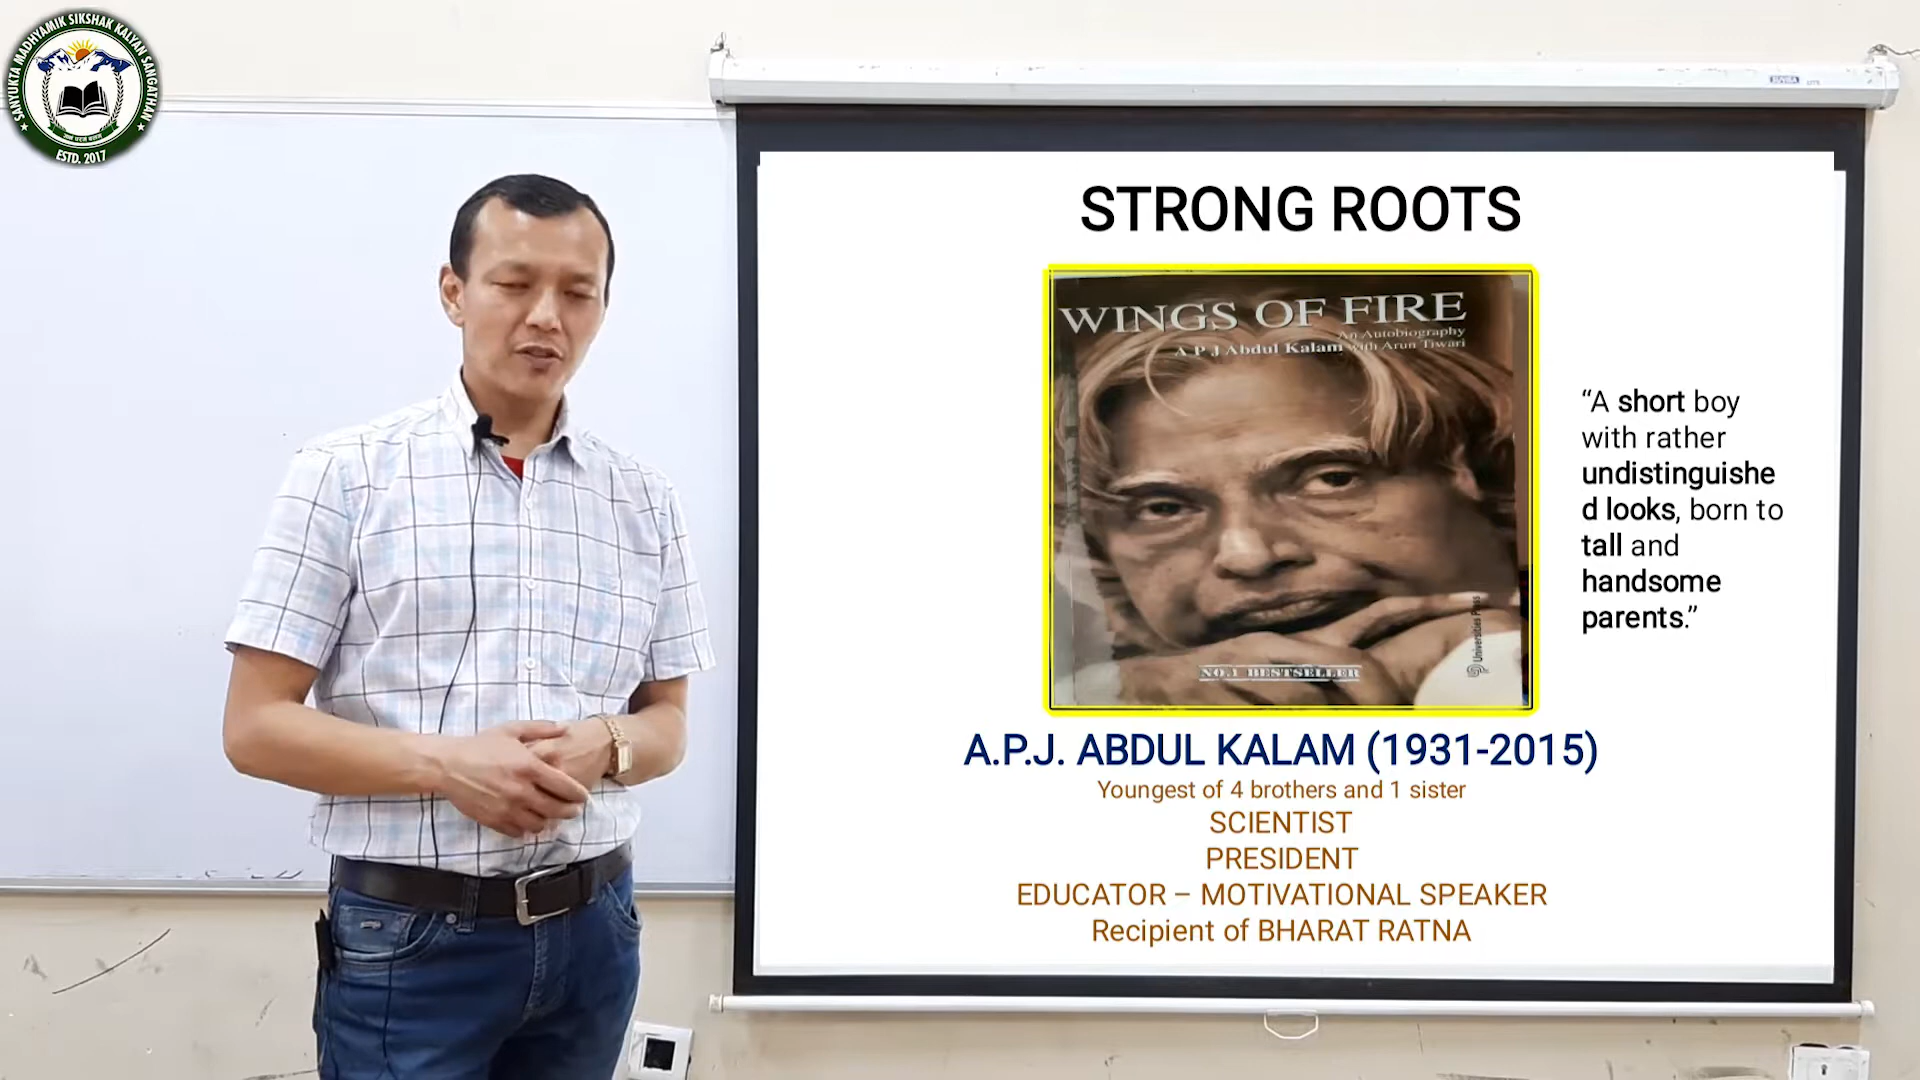 SANYUKTA MADHYAMIK SIKSHAK KALYAN SANGATHAN
ESTD. 2017
STRONG ROOTS
WINGS OF FIRE
An Autobiography
A P J Abdul Kalam with Arun Tiwari
NO.1 BESTSELLER
Universities Press
“A short boy
with rather
undistinguishe
d looks, born to
tall and
handsome
parents.”
A.P.J. ABDUL KALAM (1931-2015)
Youngest of 4 brothers and 1 sister
SCIENTIST
PRESIDENT
EDUCATOR – MOTIVATIONAL SPEAKER
Recipient of BHARAT RATNA